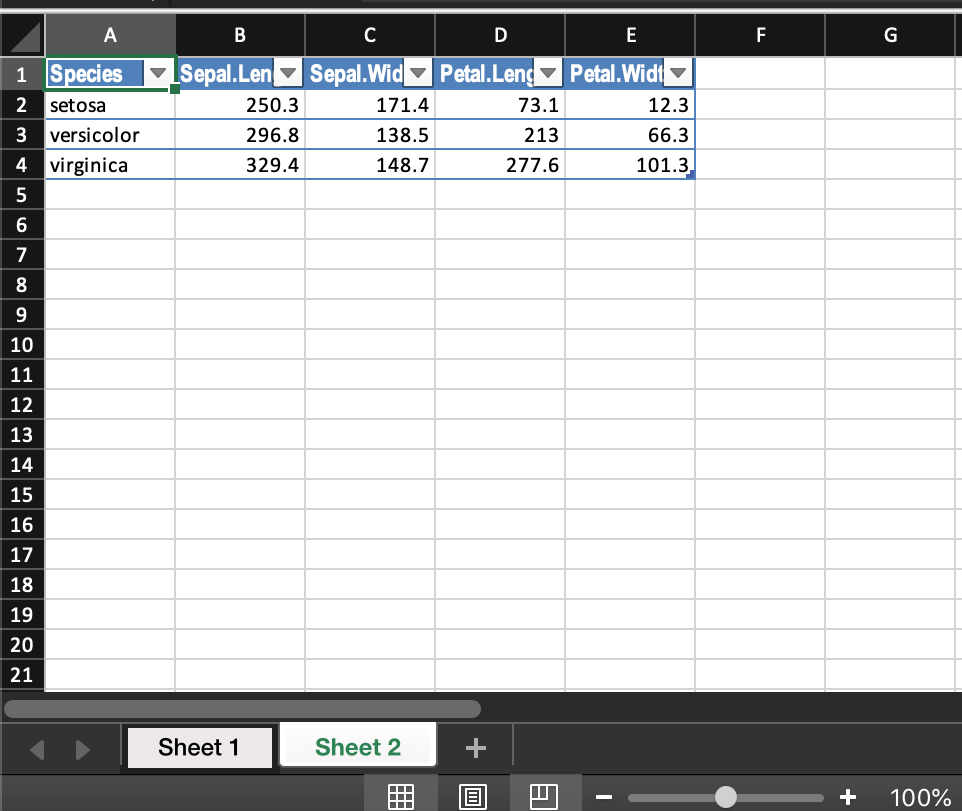 A B C D E F G
1 Species Sepal.Len Sepal.Wid Petal.Leng Petal.Widt
2 setosa 250.3 171.4 73.1 12.3
3 versicolor 296.8 138.5 213 66.3
4 virginica 329.4 148.7 277.6 101.3
5
6
7
8
9
10
11
12
13
14
15
16
17
18
19
20
21
Sheet 1 Sheet 2 +
− + 100%